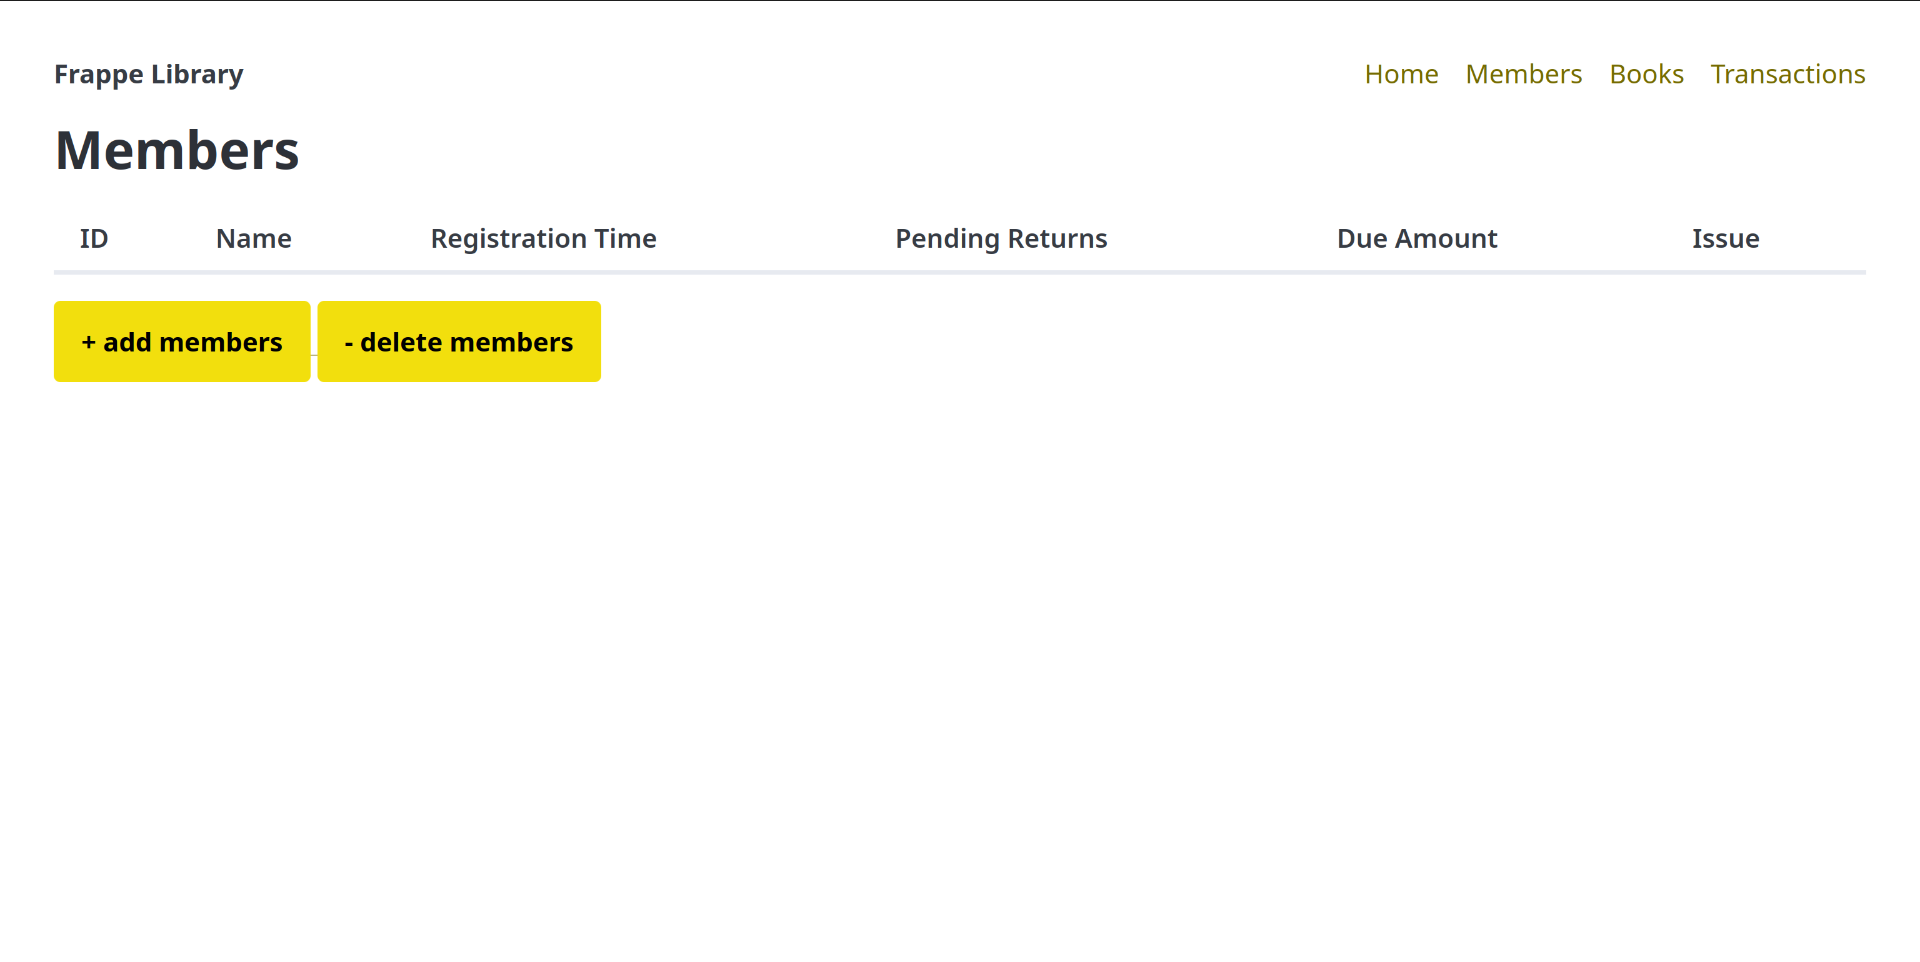 Frappe Library Home Members Books Transactions
Members
ID Name Registration Time Pending Returns Due Amount Issue
+ add members - delete members